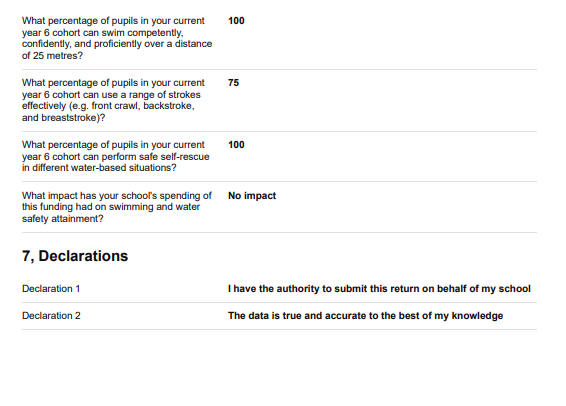 What percentage of pupils in your current 100
year 6 cohort can swim competently,
confidently, and proficiently over a distance
of 25 metres?
What percentage of pupils in your current 75
year 6 cohort can use a range of strokes
effectively (e.g. front crawl, backstroke,
and breaststroke)?
What percentage of pupils in your current 100
year 6 cohort can perform safe self-rescue
in different water-based situations?
What impact has your school's spending of No impact
this funding had on swimming and water
safety attainment?
7, Declarations
Declaration 1 I have the authority to submit this return on behalf of my school
Declaration 2 The data is true and accurate to the best of my knowledge